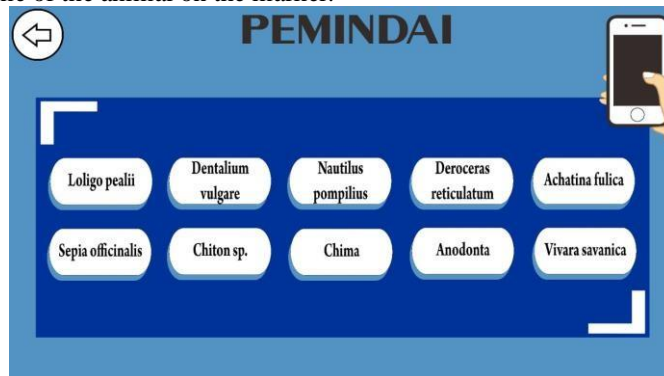 PEMINDAI
Loligo pealii
Dentalium
vulgare
Nautilus
pompilius
Deroceras
reticulatum
Achatina fulica
Sepia officinalis
Chiton sp.
Chima
Anodonta
Vivara savanica